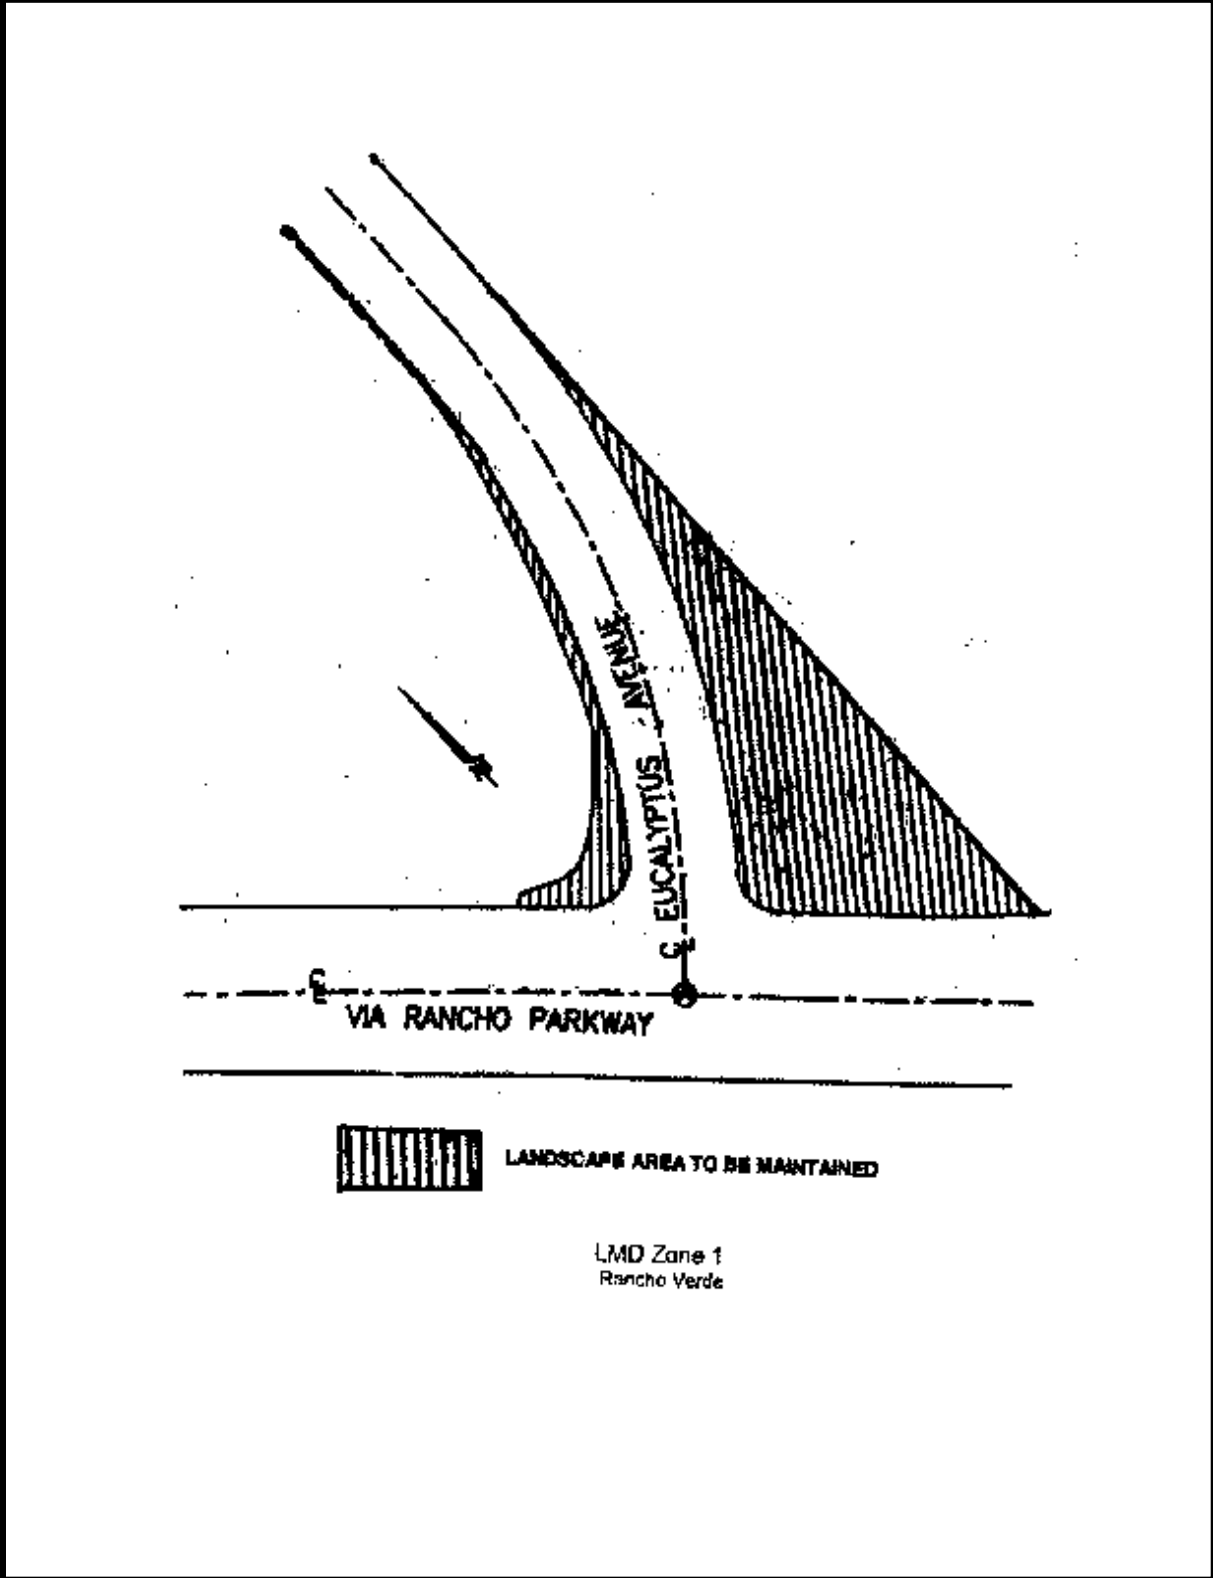 EUCALYPTUS - AVENUE
VIA RANCHO PARKWAY
LANDSCAPE AREA TO BE MAINTAINED
LMD Zone 1
Rancho Verde